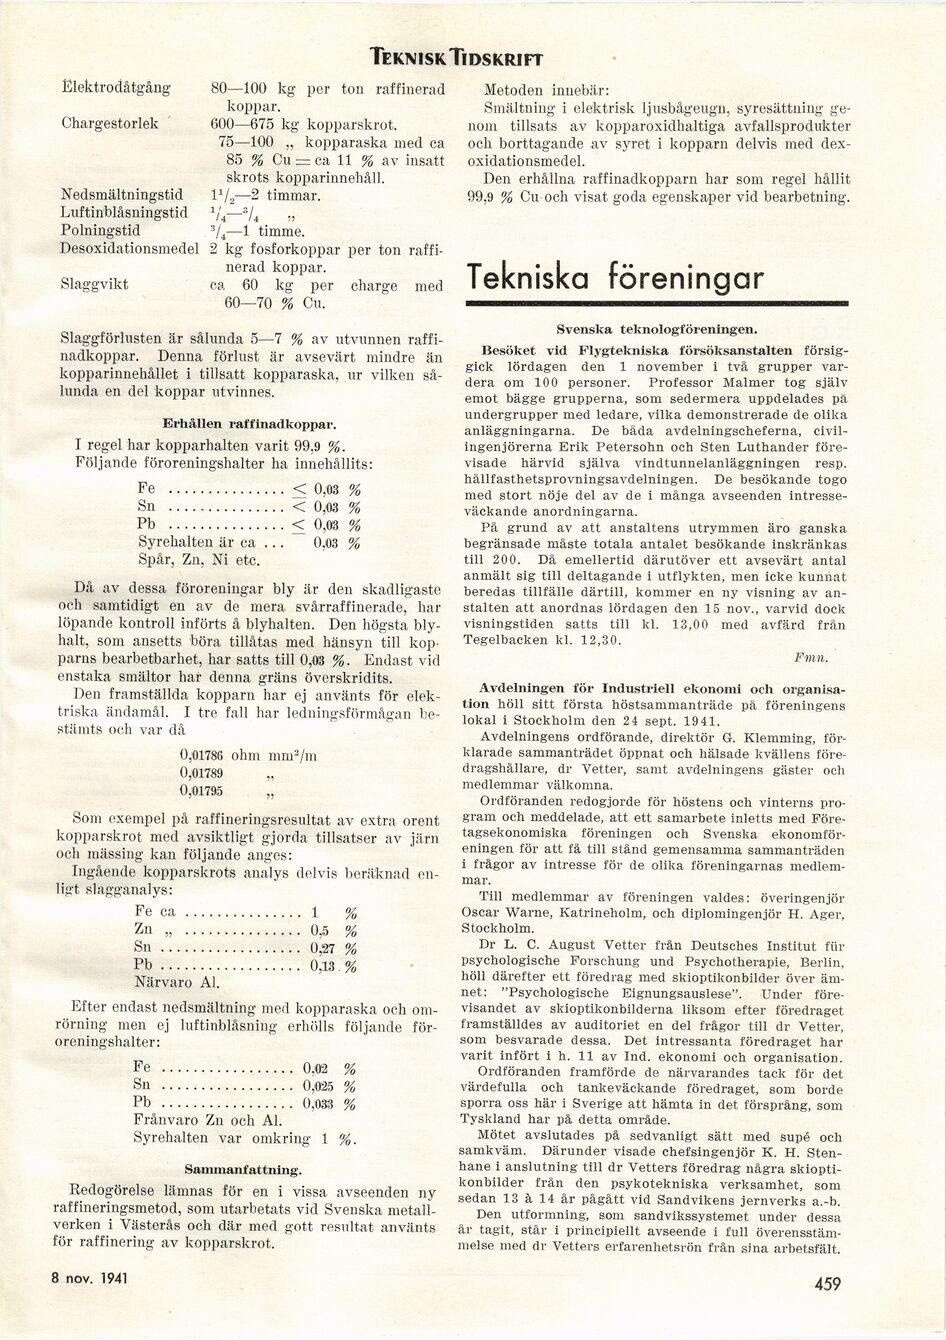 TEKNISK TIDSKRIFT
Elektrodåtgång 80—100 kg per ton raffinerad
koppar.
Chargestorlek 600—675 kg kopparskrot.
75—100 „ kopparaska med ca
85 % Cu = ca 11 % av insatt
skrots kopparinnehåll.
Nedsmältningstid 1¹/₂—2 timmar.
Luftinblåsningstid ¹/₄—³/₄ „
Polningstid ³/₄—1 timme.
Desoxidationsmedel 2 kg fosforkoppar per ton raffi-
nerad koppar.
Slaggvikt ca 60 kg per charge med
60—70 % Cu.
Slaggförlusten är sålunda 5—7 % av utvunnen raffi-
nadkoppar. Denna förlust är avsevärt mindre än
kopparinnehållet i tillsatt kopparaska, ur vilken så-
lunda en del koppar utvinnes.
Erhållen raffinadkoppar.
I regel har kopparhalten varit 99,9 %.
Följande föroreningshalter ha innehållits:
Fe ............... ≤ 0,03 %
Sn ............... < 0,03 %
Pb ............... ≤ 0,03 %
Syrehalten är ca ... 0,03 %
Spår, Zn, Ni etc.
Då av dessa föroreningar bly är den skadligaste
och samtidigt en av de mera svårraffinerade, har
löpande kontroll införts å blyhalten. Den högsta bly-
halt, som ansetts böra tillåtas med hänsyn till kop-
parns bearbetbarhet, har satts till 0,03 %. Endast vid
enstaka smältor har denna gräns överskridits.
Den framställda kopparn har ej använts för elek-
triska ändamål. I tre fall har ledningsförmågan be-
stämts och var då
0,01786 ohm mm²/m
0,01789 „
0,01795 „
Som exempel på raffineringsresultat av extra orent
kopparskrot med avsiktligt gjorda tillsatser av järn
och mässing kan följande anges:
Ingående kopparskrots analys delvis beräknad en-
ligt slagganalys:
Fe ca ............... 1 %
Zn „ ............... 0,5 %
Sn .................. 0,27 %
Pb .................. 0,13 %
Närvaro Al.
Efter endast nedsmältning med kopparaska och om-
rörning men ej luftinblåsning erhölls följande för-
oreningshalter:
Fe ................. 0,02 %
Sn ................. 0,025 %
Pb ................. 0,033 %
Frånvaro Zn och Al.
Syrehalten var omkring 1 %.
Sammanfattning.
Redogörelse lämnas för en i vissa avseenden ny
raffineringsmetod, som utarbetats vid Svenska metall-
verken i Västerås och där med gott resultat använts
för raffinering av kopparskrot.
Metoden innebär:
Smältning i elektrisk ljusbågeugn, syresättning ge-
nom tillsats av kopparoxidhaltiga avfallsprodukter
och borttagande av syret i kopparn delvis med dex-
oxidationsmedel.
Den erhållna raffinadkopparn har som regel hållit
99,9 % Cu och visat goda egenskaper vid bearbetning.
Tekniska föreningar
Svenska teknologföreningen.
Besöket vid Flygtekniska försöksanstalten försig-
gick lördagen den 1 november i två grupper var-
dera om 100 personer. Professor Malmer tog själv
emot bägge grupperna, som sedermera uppdelades på
undergrupper med ledare, vilka demonstrerade de olika
anläggningarna. De båda avdelningscheferna, civil-
ingenjörerna Erik Petersohn och Sten Luthander före-
visade härvid själva vindtunnelanläggningen resp.
hållfasthetsprovningsavdelningen. De besökande togo
med stort nöje del av de i många avseenden intresse-
väckande anordningarna.
På grund av att anstaltens utrymmen äro ganska
begränsade måste totala antalet besökande inskränkas
till 200. Då emellertid därutöver ett avsevärt antal
anmält sig till deltagande i utflykten, men icke kunnat
beredas tillfälle därtill, kommer en ny visning av an-
stalten att anordnas lördagen den 15 nov., varvid dock
visningstiden satts till kl. 13,00 med avfärd från
Tegelbacken kl. 12,30.
Fmn.
Avdelningen för Industriell ekonomi och organisa-
tion höll sitt första höstsammanträde på föreningens
lokal i Stockholm den 24 sept. 1941.
Avdelningens ordförande, direktör G. Klemming, för-
klarade sammanträdet öppnat och hälsade kvällens före-
dragshållare, dr Vetter, samt avdelningens gäster och
medlemmar välkomna.
Ordföranden redogjorde för höstens och vinterns pro-
gram och meddelade, att ett samarbete inletts med Före-
tagsekonomiska föreningen och Svenska ekonomför-
eningen för att få till stånd gemensamma sammanträden
i frågor av intresse för de olika föreningarnas medlem-
mar.
Till medlemmar av föreningen valdes: överingenjör
Oscar Warne, Katrineholm, och diplomingenjör H. Ager,
Stockholm.
Dr L. C. August Vetter från Deutsches Institut für
psychologische Forschung und Psychotherapie, Berlin,
höll därefter ett föredrag med skioptikonbilder över äm-
net: "Psychologische Eignungsauslese". Under före-
visandet av skioptikonbilderna liksom efter föredraget
framställdes av auditoriet en del frågor till dr Vetter,
som besvarade dessa. Det intressanta föredraget har
varit infört i h. 11 av Ind. ekonomi och organisation.
Ordföranden framförde de närvarandes tack för det
värdefulla och tankeväckande föredraget, som borde
sporra oss här i Sverige att hämta in det försprång, som
Tyskland har på detta område.
Mötet avslutades på sedvanligt sätt med supé och
samkväm. Därunder visade chefsingenjör K. H. Sten-
hane i anslutning till dr Vetters föredrag några skiopti-
konbilder från den psykotekniska verksamhet, som
sedan 13 à 14 år pågått vid Sandvikens jernverks a.-b.
Den utformning, som sandvikssystemet under dessa
år tagit, står i principiellt avseende i full överensstäm-
melse med dr Vetters erfarenhetsrön från sina arbetsfält.
8 nov. 1941
459